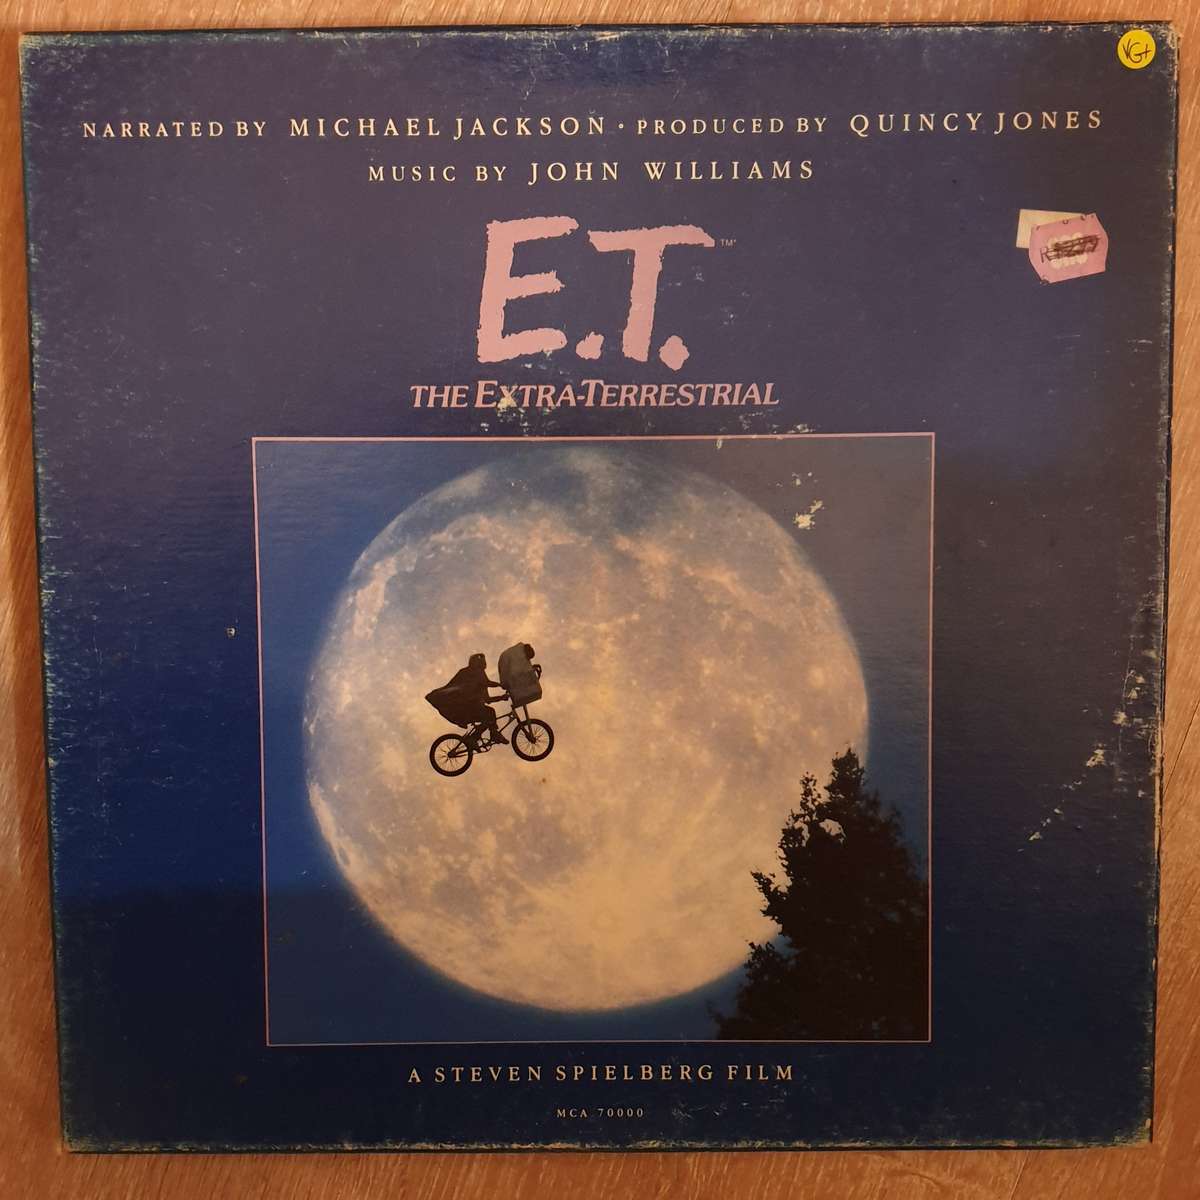 VG+
NARRATED BY MICHAEL JACKSON • PRODUCED BY QUINCY JONES
MUSIC BY JOHN WILLIAMS
E.T.™
THE EXTRA-TERRESTRIAL
A STEVEN SPIELBERG FILM
MCA 70000